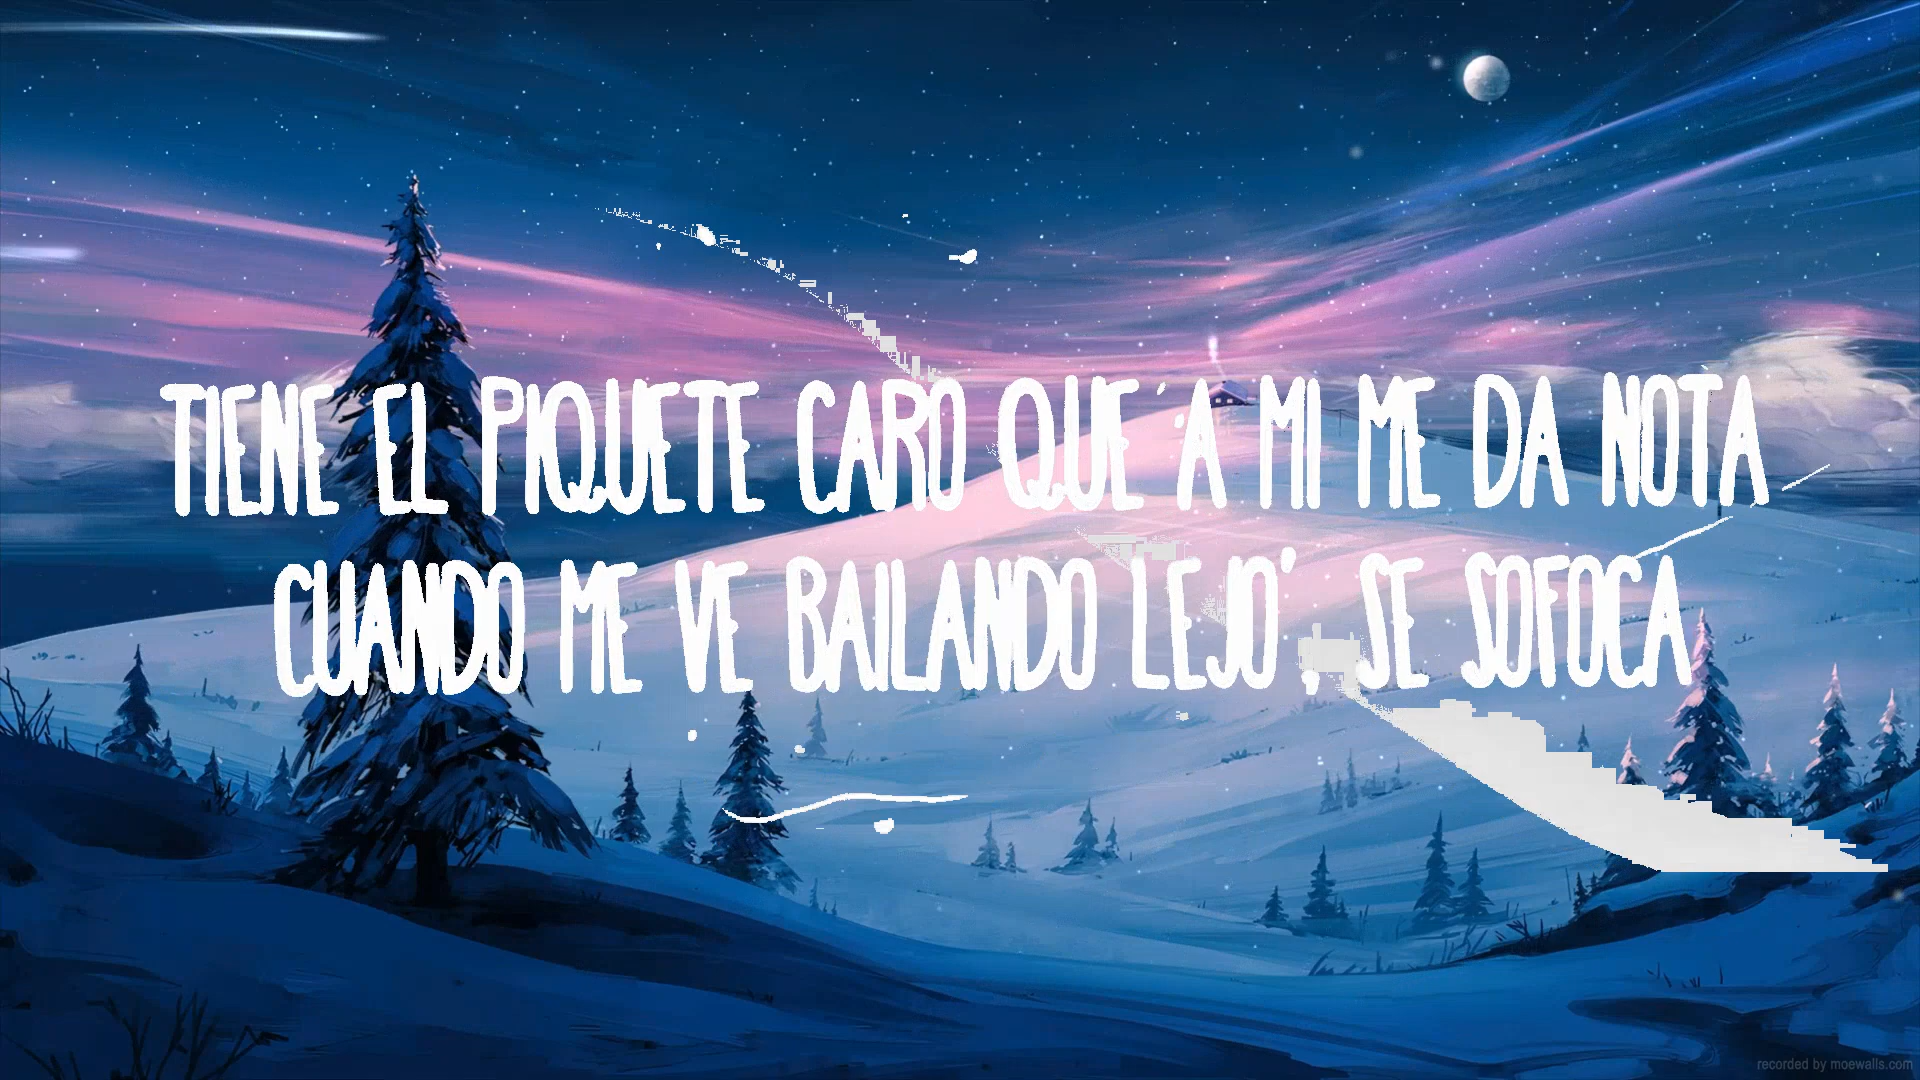 TIENE EL PIQUETE CARO QUE A MI ME DA NOTA
CUANDO ME VE BAILANDO LEJO', SE SOFOCA
recorded by moewalls.com